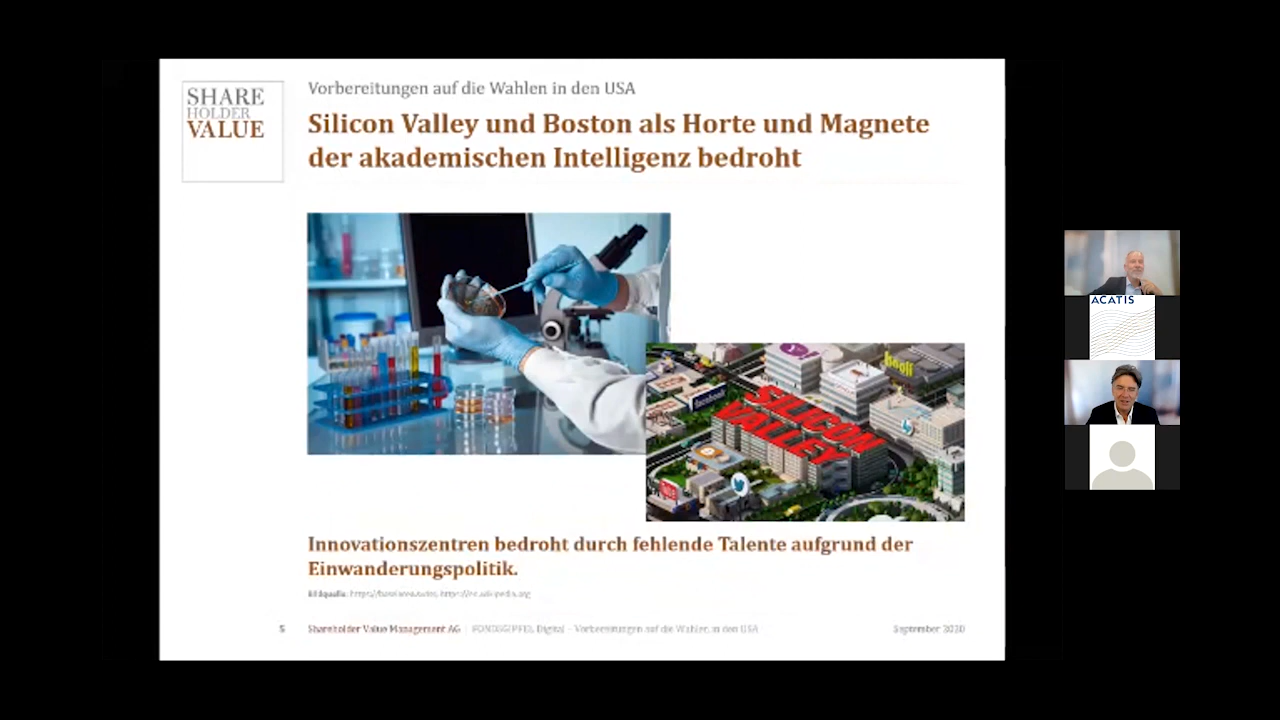 SHARE
HOLDER
VALUE
Vorbereitungen auf die Wahlen in den USA
Silicon Valley und Boston als Horte und Magnete
der akademischen Intelligenz bedroht
hooli
facebook
SILICON
VALLEY
ACATIS
Innovationszentren bedroht durch fehlende Talente aufgrund der
Einwanderungspolitik.
Bildquelle:
5 Shareholder Value Management AG | FONDSGIPFEL Digital – Vorbereitungen auf die Wahlen in den USA September 2020